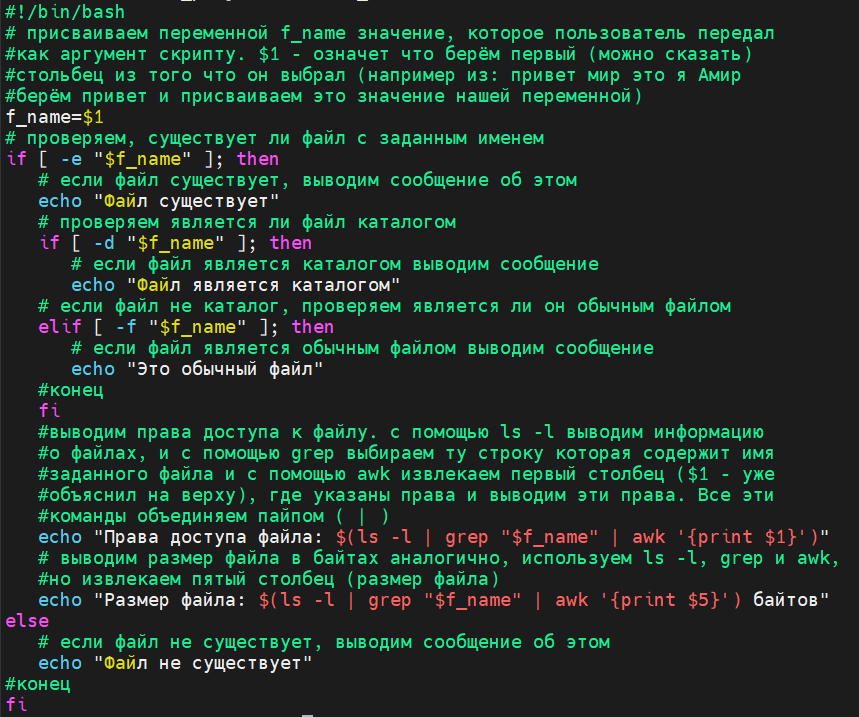 #!/bin/bash
# присваиваем переменной f_name значение, которое пользователь передал
#как аргумент скрипту. $1 - означет что берём первый (можно сказать)
#стольбец из того что он выбрал (например из: привет мир это я Амир
#берём привет и присваиваем это значение нашей переменной)
f_name=$1
# проверяем, существует ли файл с заданным именем
if [ -e "$f_name" ]; then
   # если файл существует, выводим сообщение об этом
   echo "Файл существует"
   # проверяем является ли файл каталогом
   if [ -d "$f_name" ]; then
      # если файл является каталогом выводим сообщение
      echo "Файл является каталогом"
   # если файл не каталог, проверяем является ли он обычным файлом
   elif [ -f "$f_name" ]; then
      # если файл является обычным файлом выводим сообщение
      echo "Это обычный файл"
   #конец
   fi
   #выводим права доступа к файлу. с помощью ls -l выводим информацию
   #о файлах, и с помощью grep выбираем ту строку которая содержит имя
   #заданного файла и с помощью awk извлекаем первый столбец ($1 - уже
   #объяснил на верху), где указаны права и выводим эти права. Все эти
   #команды объединяем пайпом ( | )
   echo "Права доступа файла: $(ls -l | grep "$f_name" | awk '{print $1}')"
   # выводим размер файла в байтах аналогично, используем ls -l, grep и awk,
   #но извлекаем пятый столбец (размер файла)
   echo "Размер файла: $(ls -l | grep "$f_name" | awk '{print $5}') байтов"
else
   # если файл не существует, выводим сообщение об этом
   echo "Файл не существует"
#конец
fi